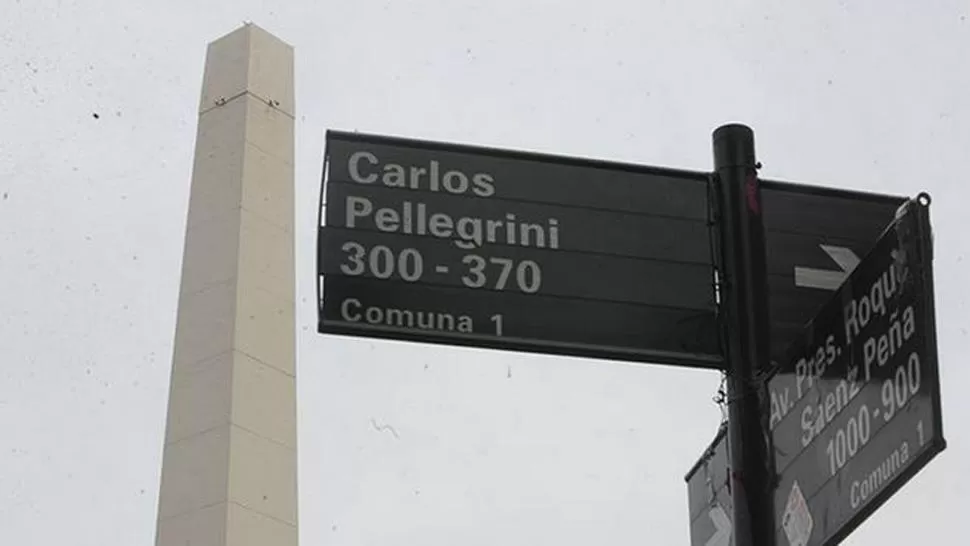 Carlos
Pellegrini
300 - 370
Comuna 1
Av. Pres. Roque
Saenz Peña
1000 - 900
Comuna 1